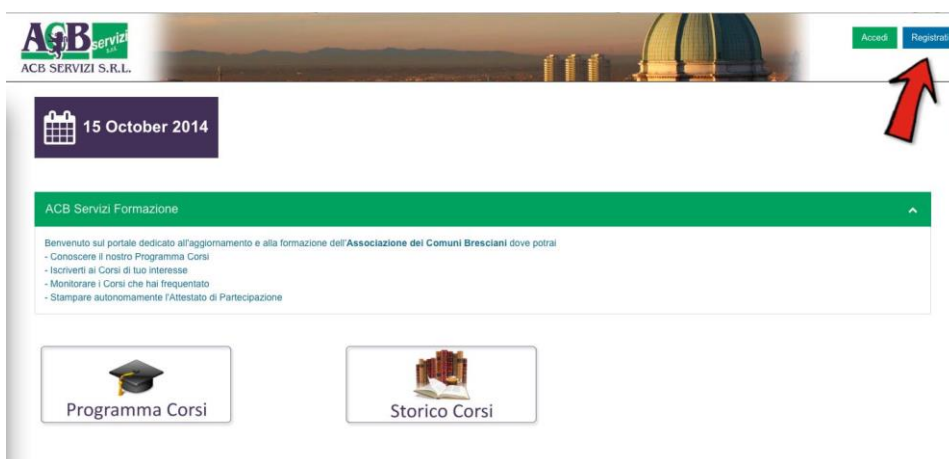 ACB servizi s.r.l.
ACB SERVIZI S.R.L.
Accedi
Registrati
15 October 2014
ACB Servizi Formazione
Benvenuto sul portale dedicato all'aggiornamento e alla formazione dell'Associazione dei Comuni Bresciani dove potrai
- Conoscere il nostro Programma Corsi
- Iscriverti ai Corsi di tuo interesse
- Monitorare i Corsi che hai frequentato
- Stampare autonomamente l'Attestato di Partecipazione
Programma Corsi
Storico Corsi